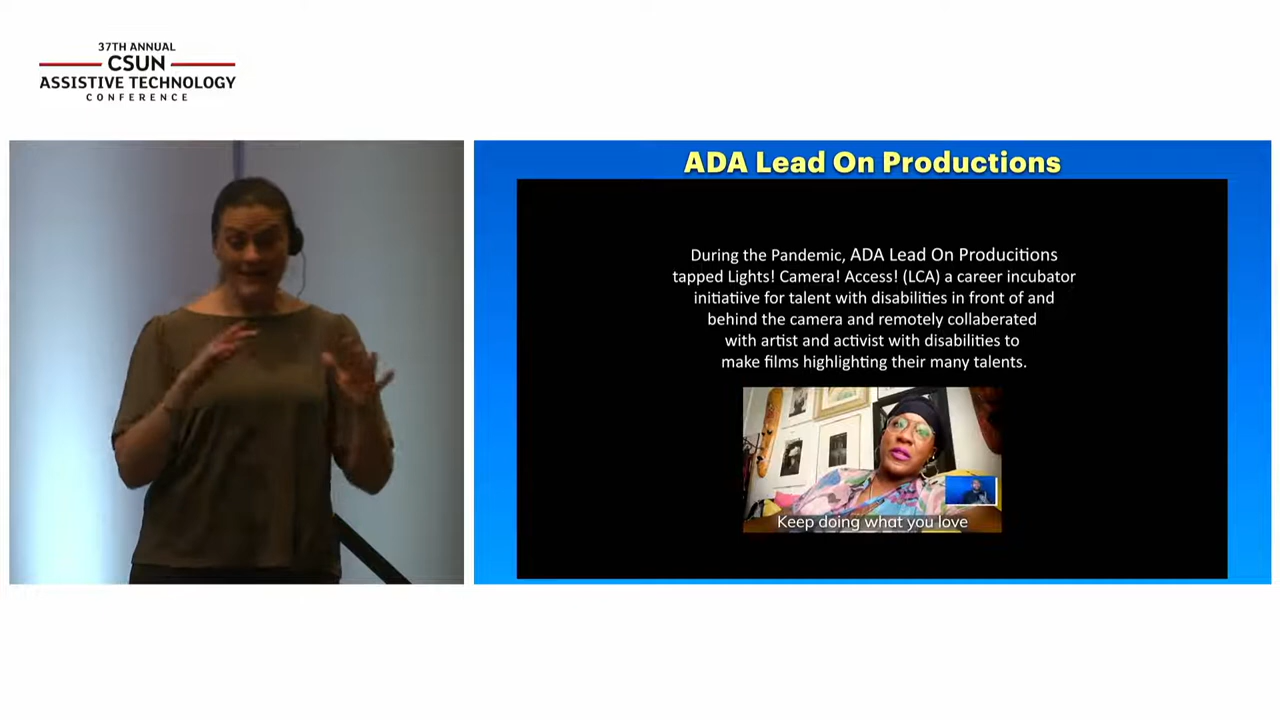 37TH ANNUAL
CSUN
ASSISTIVE TECHNOLOGY
CONFERENCE
ADA Lead On Productions
During the Pandemic, ADA Lead On Producitions
tapped Lights! Camera! Access! (LCA) a career incubator
initiatiive for talent with disabilities in front of and
behind the camera and remotely collaberated
with artist and activist with disabilities to
make films highlighting their many talents.
Keep doing what you love